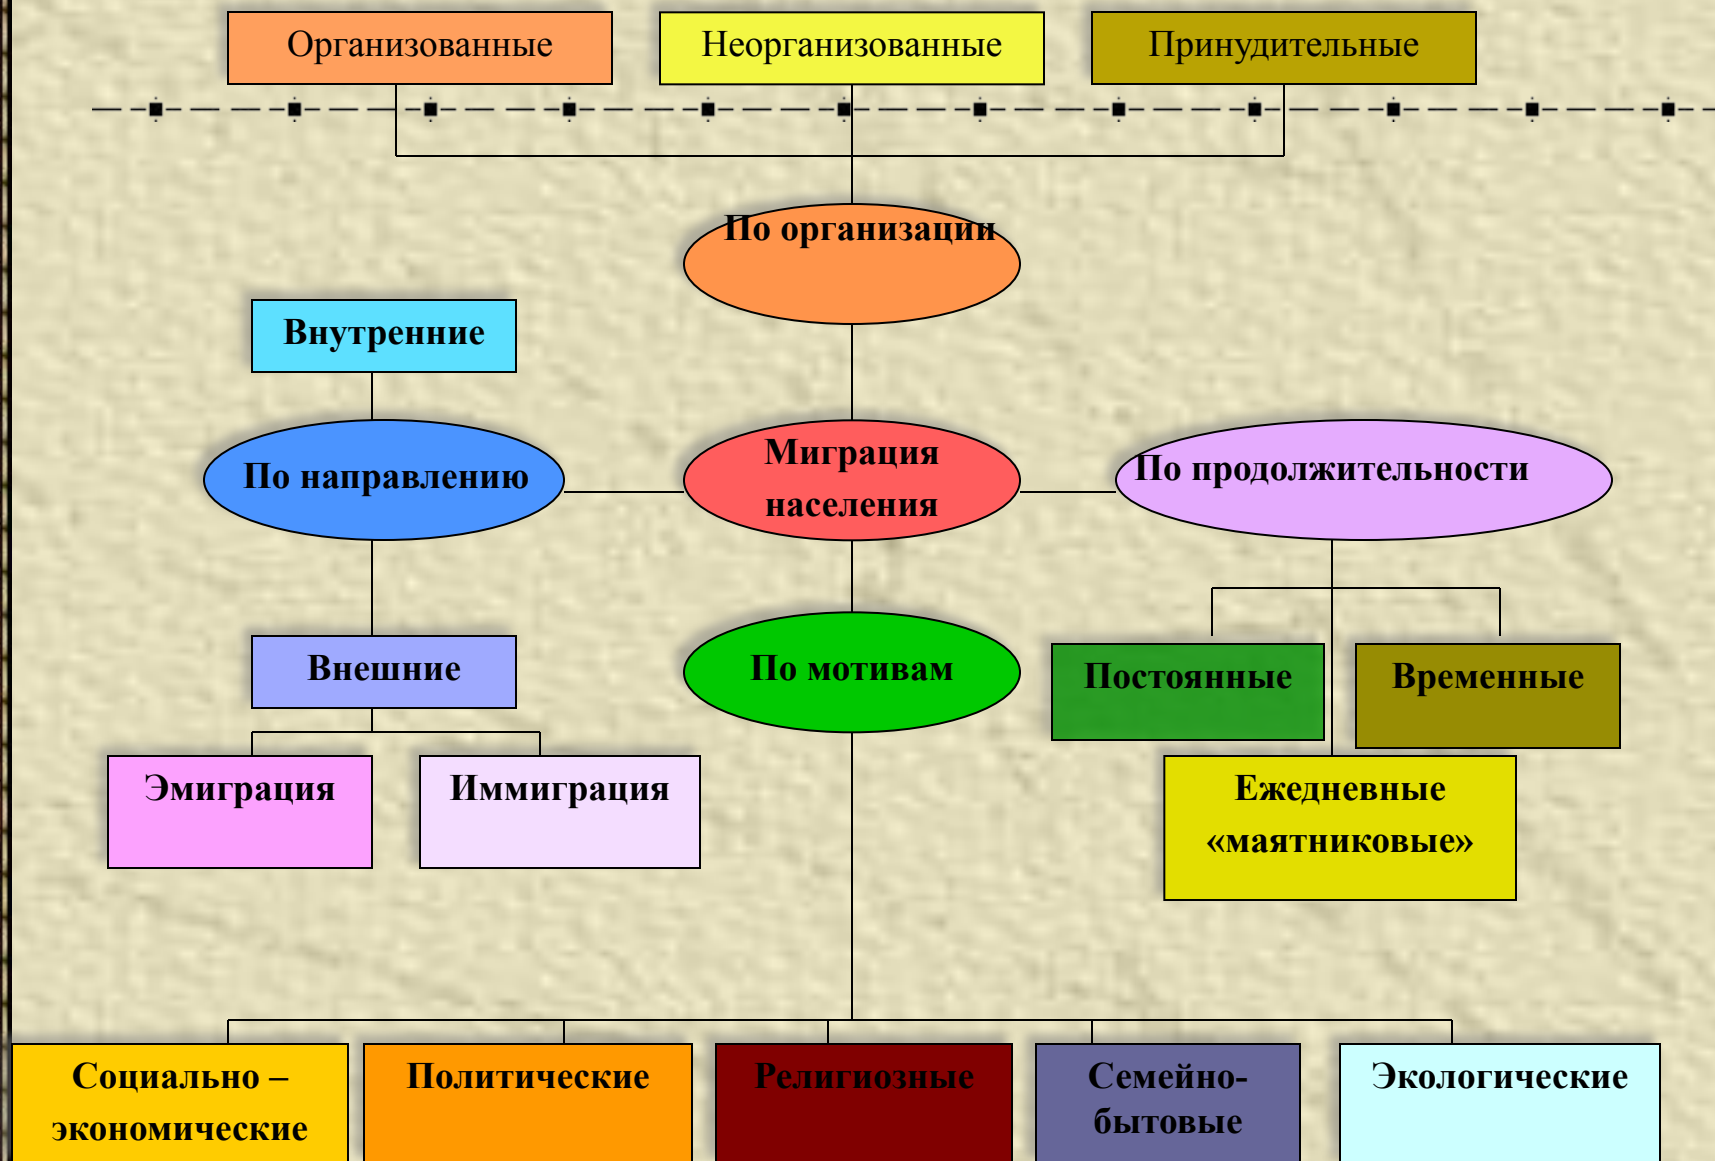 Организованные
Неорганизованные
Принудительные
По организации
Внутренние
По направлению
Миграция
населения
По продолжительности
Внешние
По мотивам
Постоянные
Временные
Эмиграция
Иммиграция
Ежедневные
«маятниковые»
Социально –
экономические
Политические
Религиозные
Семейно-
бытовые
Экологические